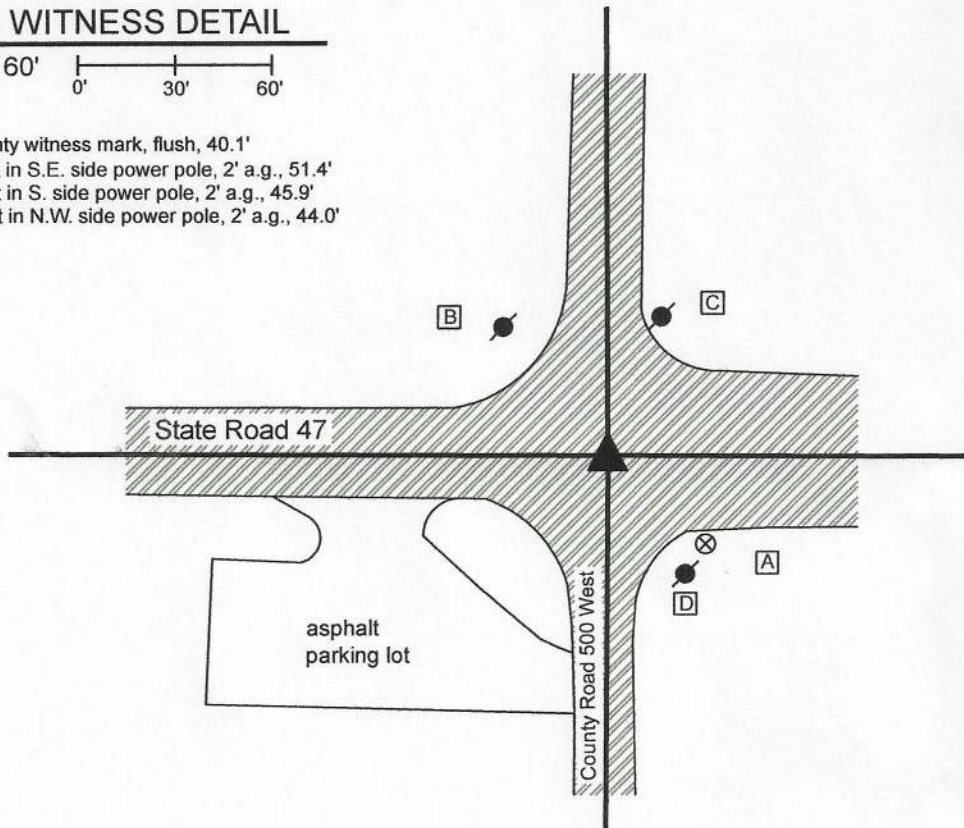 WITNESS DETAIL
60'
0' 30' 60'
witness mark, flush, 40.1'
in S.E. side power pole, 2' a.g., 51.4'
in S. side power pole, 2' a.g., 45.9'
in N.W. side power pole, 2' a.g., 44.0'
B
C
State Road 47
A
D
County Road 500 West
asphalt
parking lot